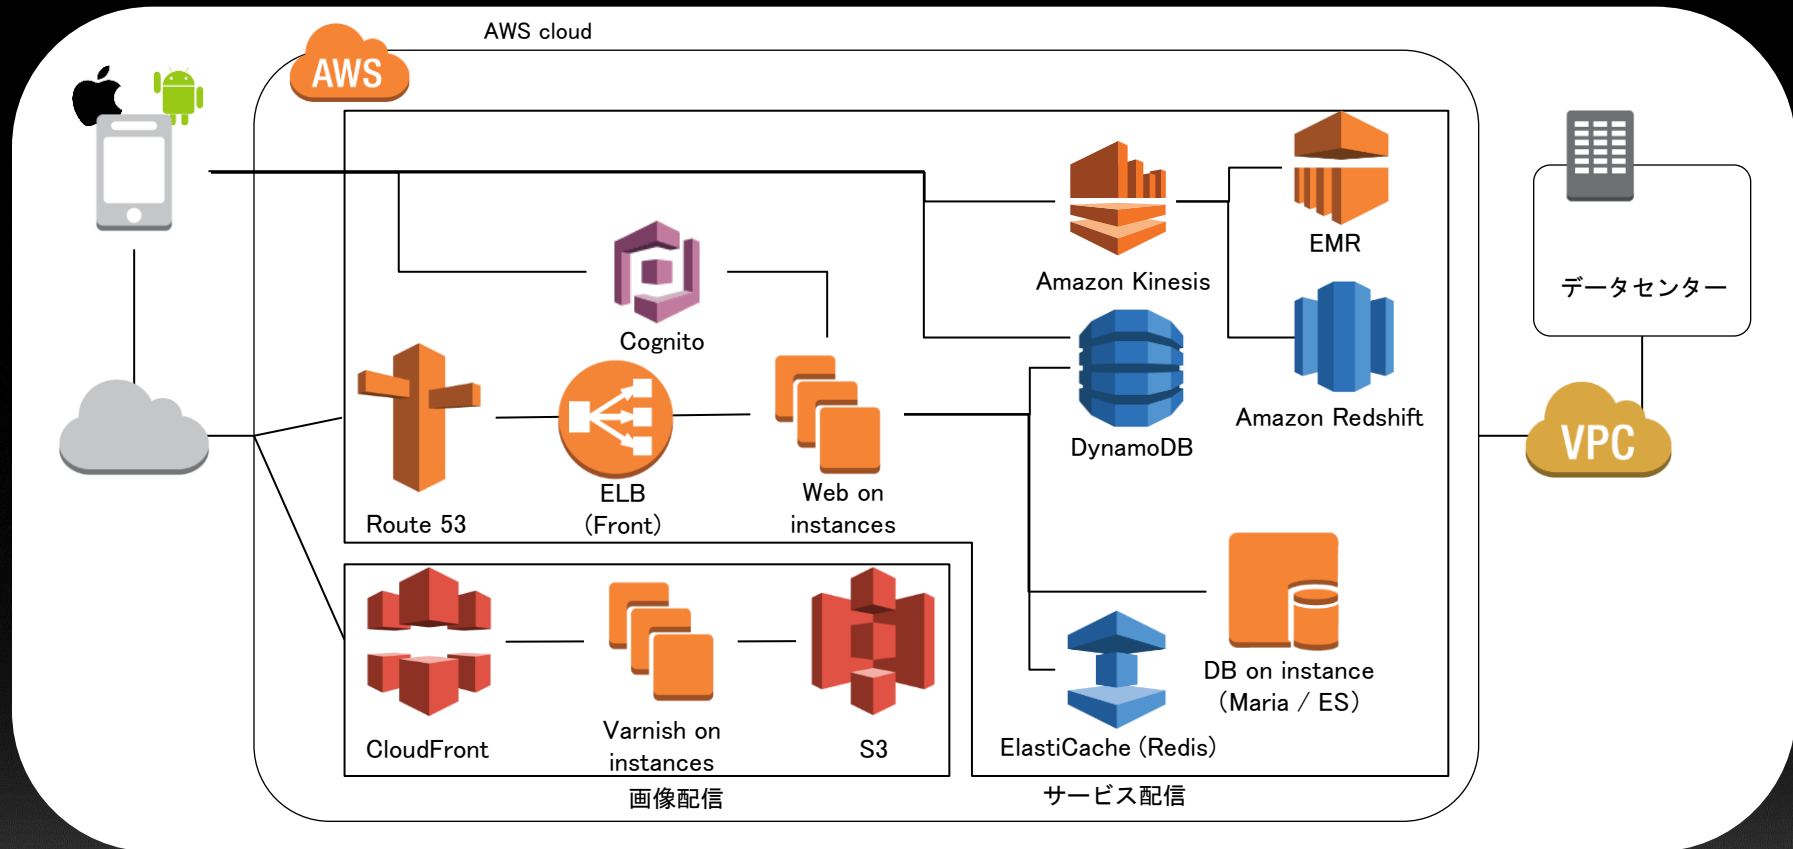 AWS cloud
AWS
EMR
Amazon Kinesis
データセンター
Cognito
Amazon Redshift
DynamoDB
VPC
ELB
(Front)
Web on
instances
Route 53
DB on instance
(Maria / ES)
CloudFront
Varnish on
instances
S3
ElastiCache (Redis)
画像配信
サービス配信